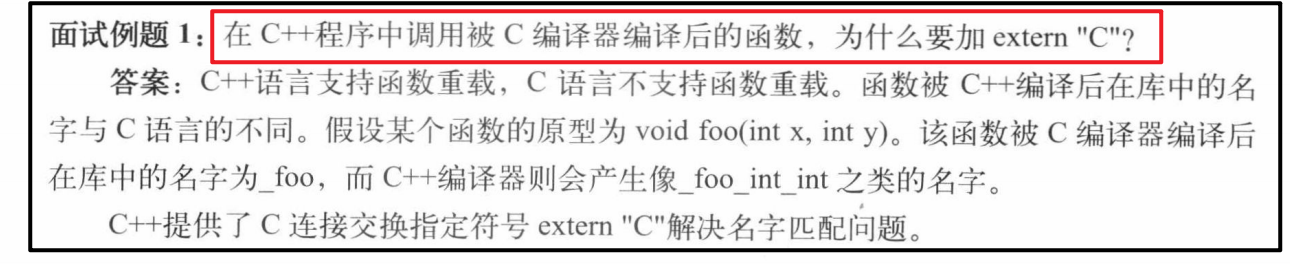 面试例题 1：在 C++程序中调用被 C 编译器编译后的函数，为什么要加 extern "C"?
答案：C++语言支持函数重载，C 语言不支持函数重载。函数被 C++编译后在库中的名
字与 C 语言的不同。假设某个函数的原型为 void foo(int x, int y)。该函数被 C 编译器编译后
在库中的名字为_foo，而 C++编译器则会产生像_foo_int_int 之类的名字。
C++提供了 C 连接交换指定符号 extern "C"解决名字匹配问题。